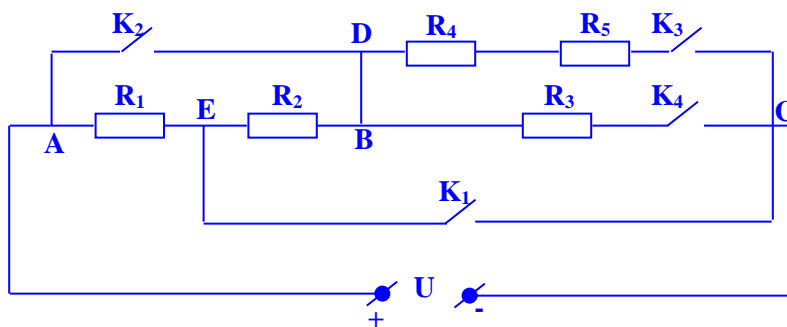 K₂ D R₄ R₅ K₃
R₁ E R₂ R₃ K₄ C
A B
K₁
U
+ -